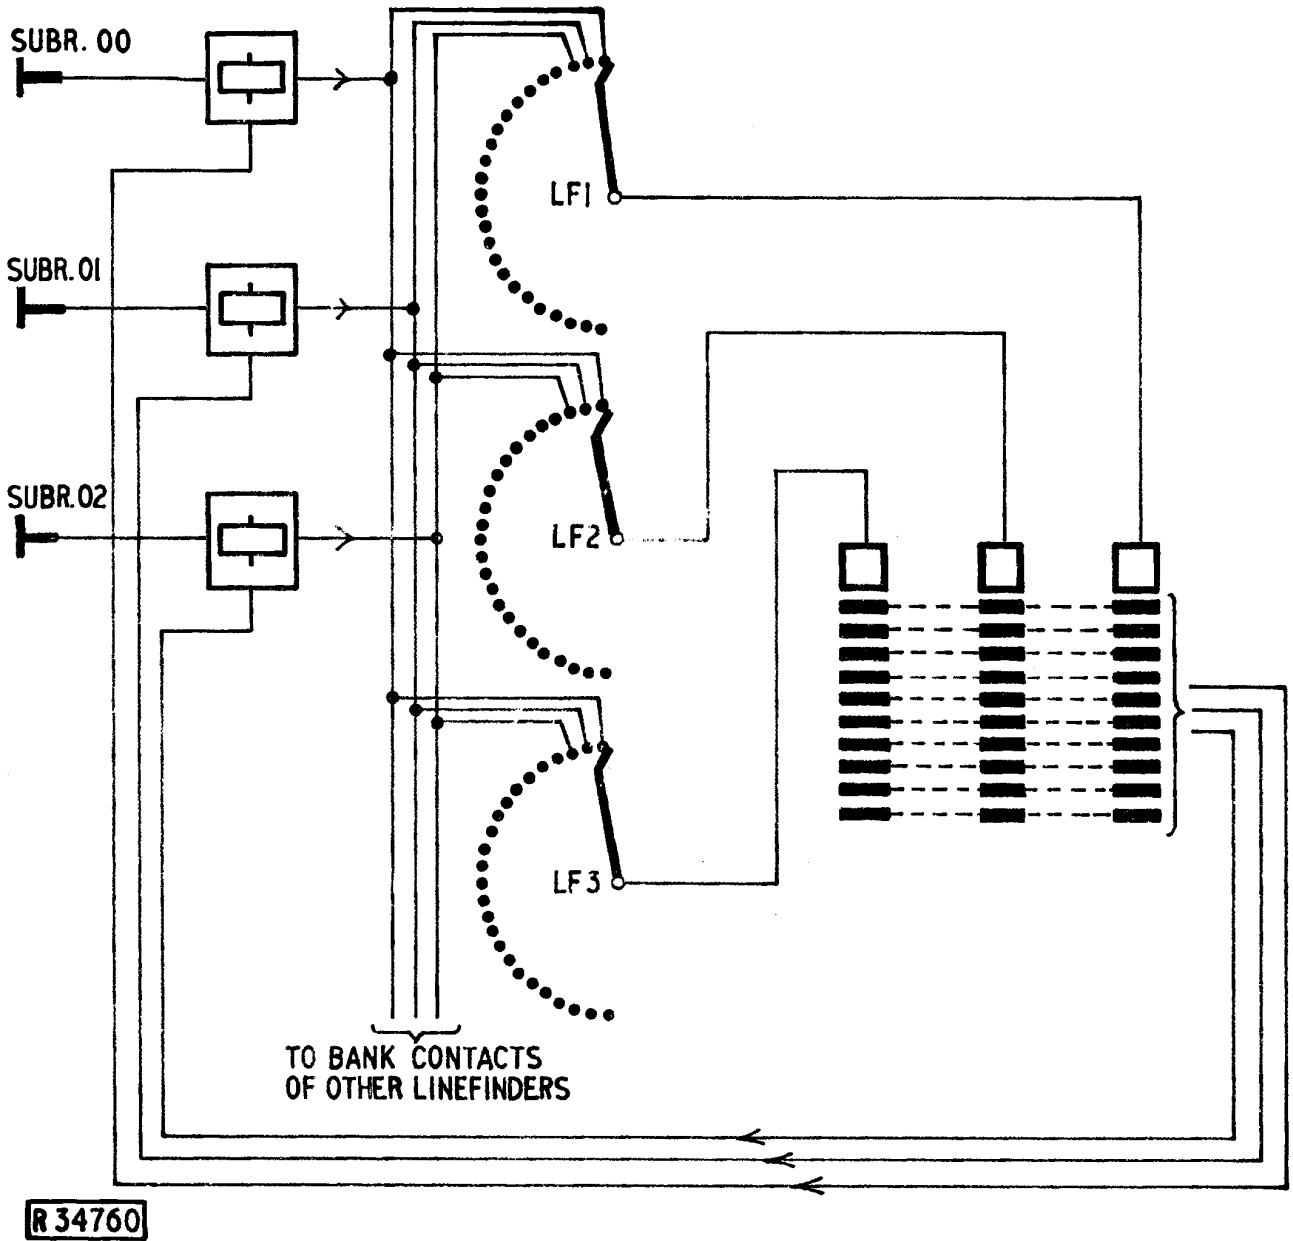 SUBR. 00
LF1
SUBR. 01
SUBR. 02
LF2
LF3
TO BANK CONTACTS
OF OTHER LINEFINDERS
R 34760